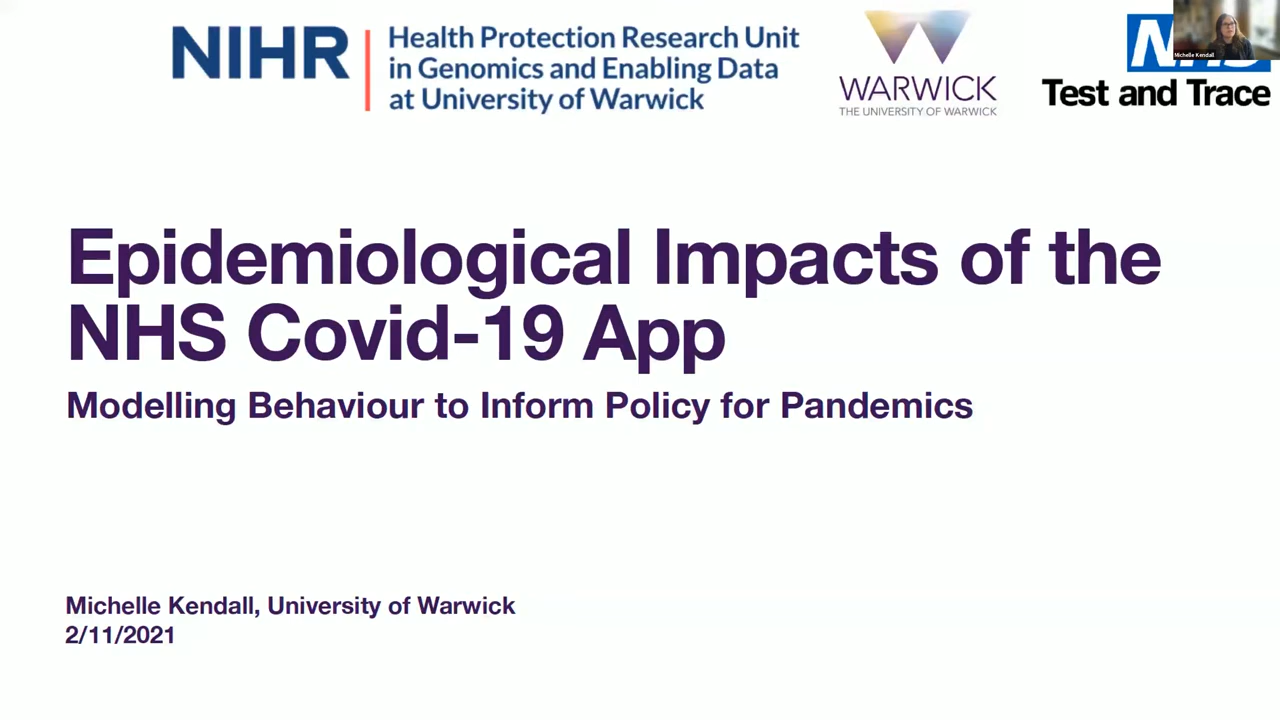 NIHR
Health Protection Research Unit
in Genomics and Enabling Data
at University of Warwick
WARWICK
THE UNIVERSITY OF WARWICK
Michelle Kendall
Test and Trace
Epidemiological Impacts of the
NHS Covid-19 App
Modelling Behaviour to Inform Policy for Pandemics
Michelle Kendall, University of Warwick
2/11/2021